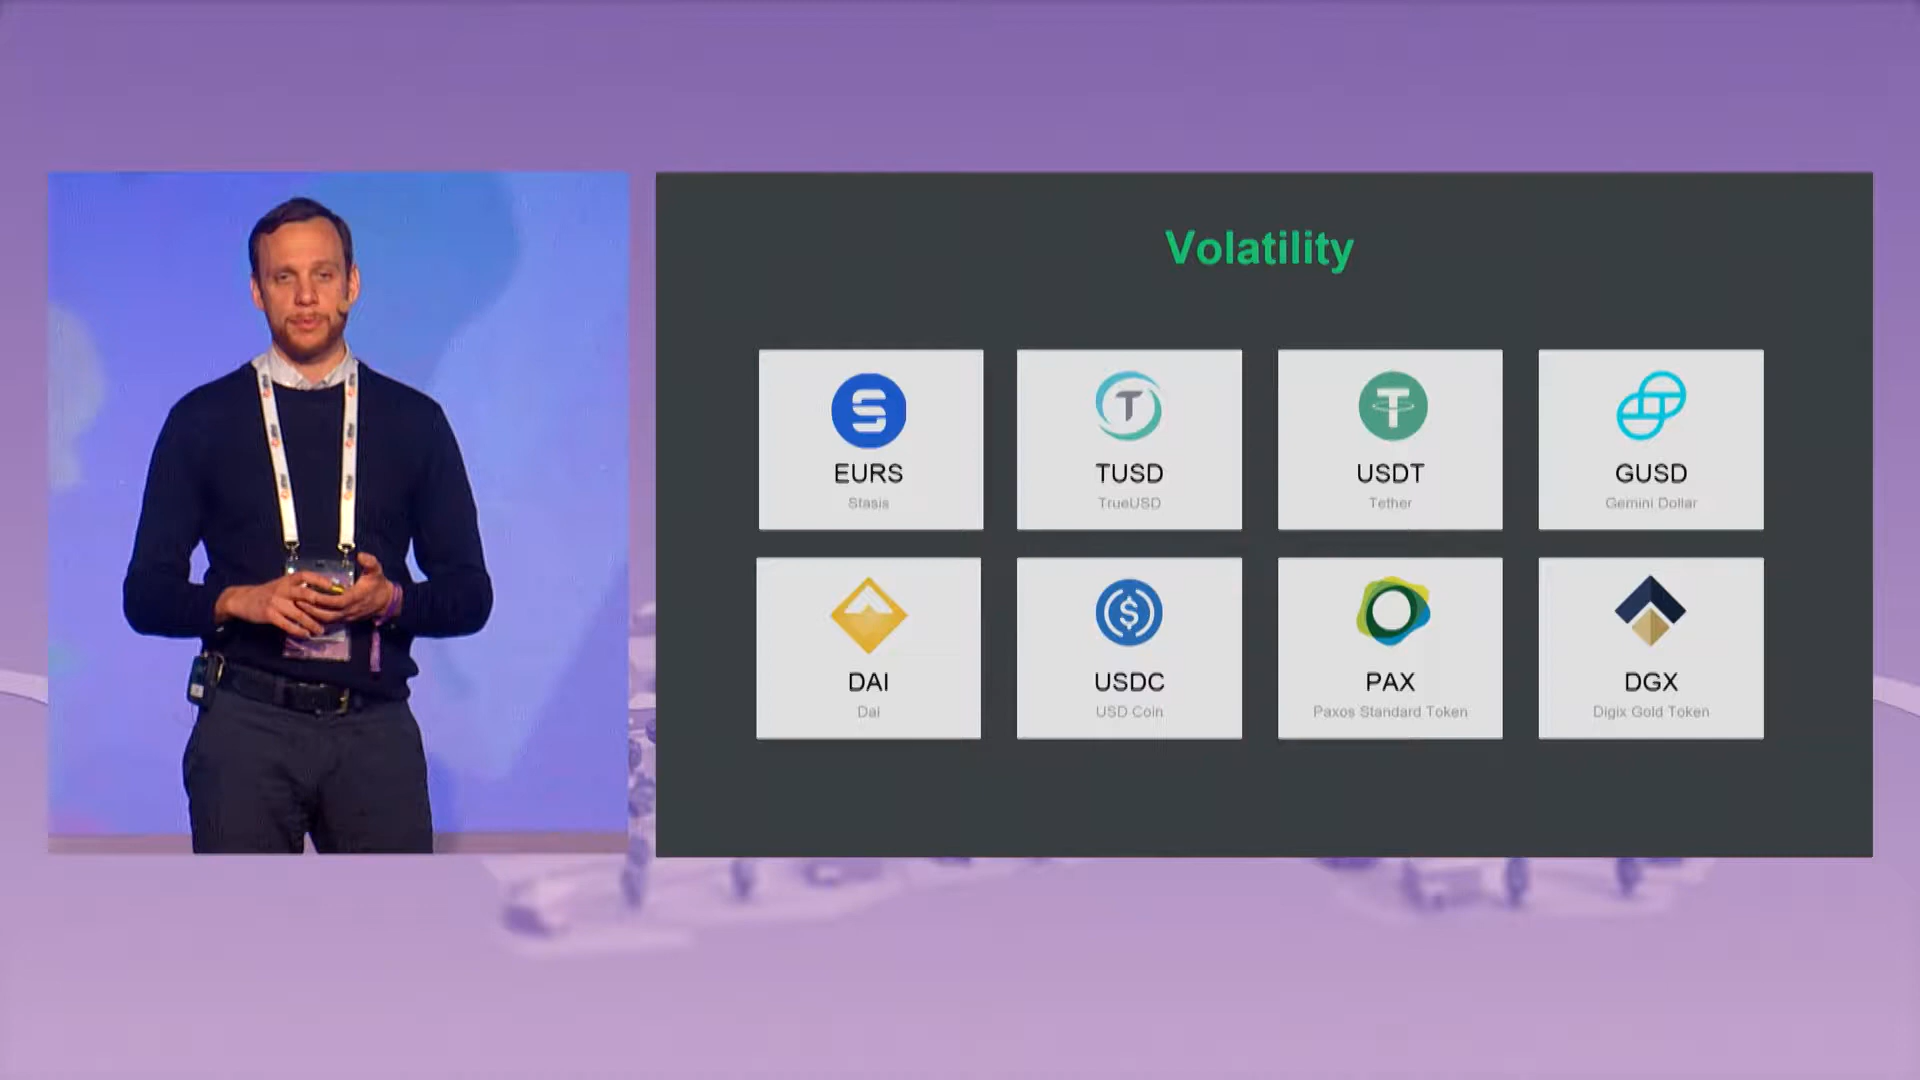 Volatility
EURS
Stasis
TUSD
TrueUSD
USDT
Tether
GUSD
Gemini Dollar
DAI
Dai
USDC
USD Coin
PAX
Paxos Standard Token
DGX
Digix Gold Token